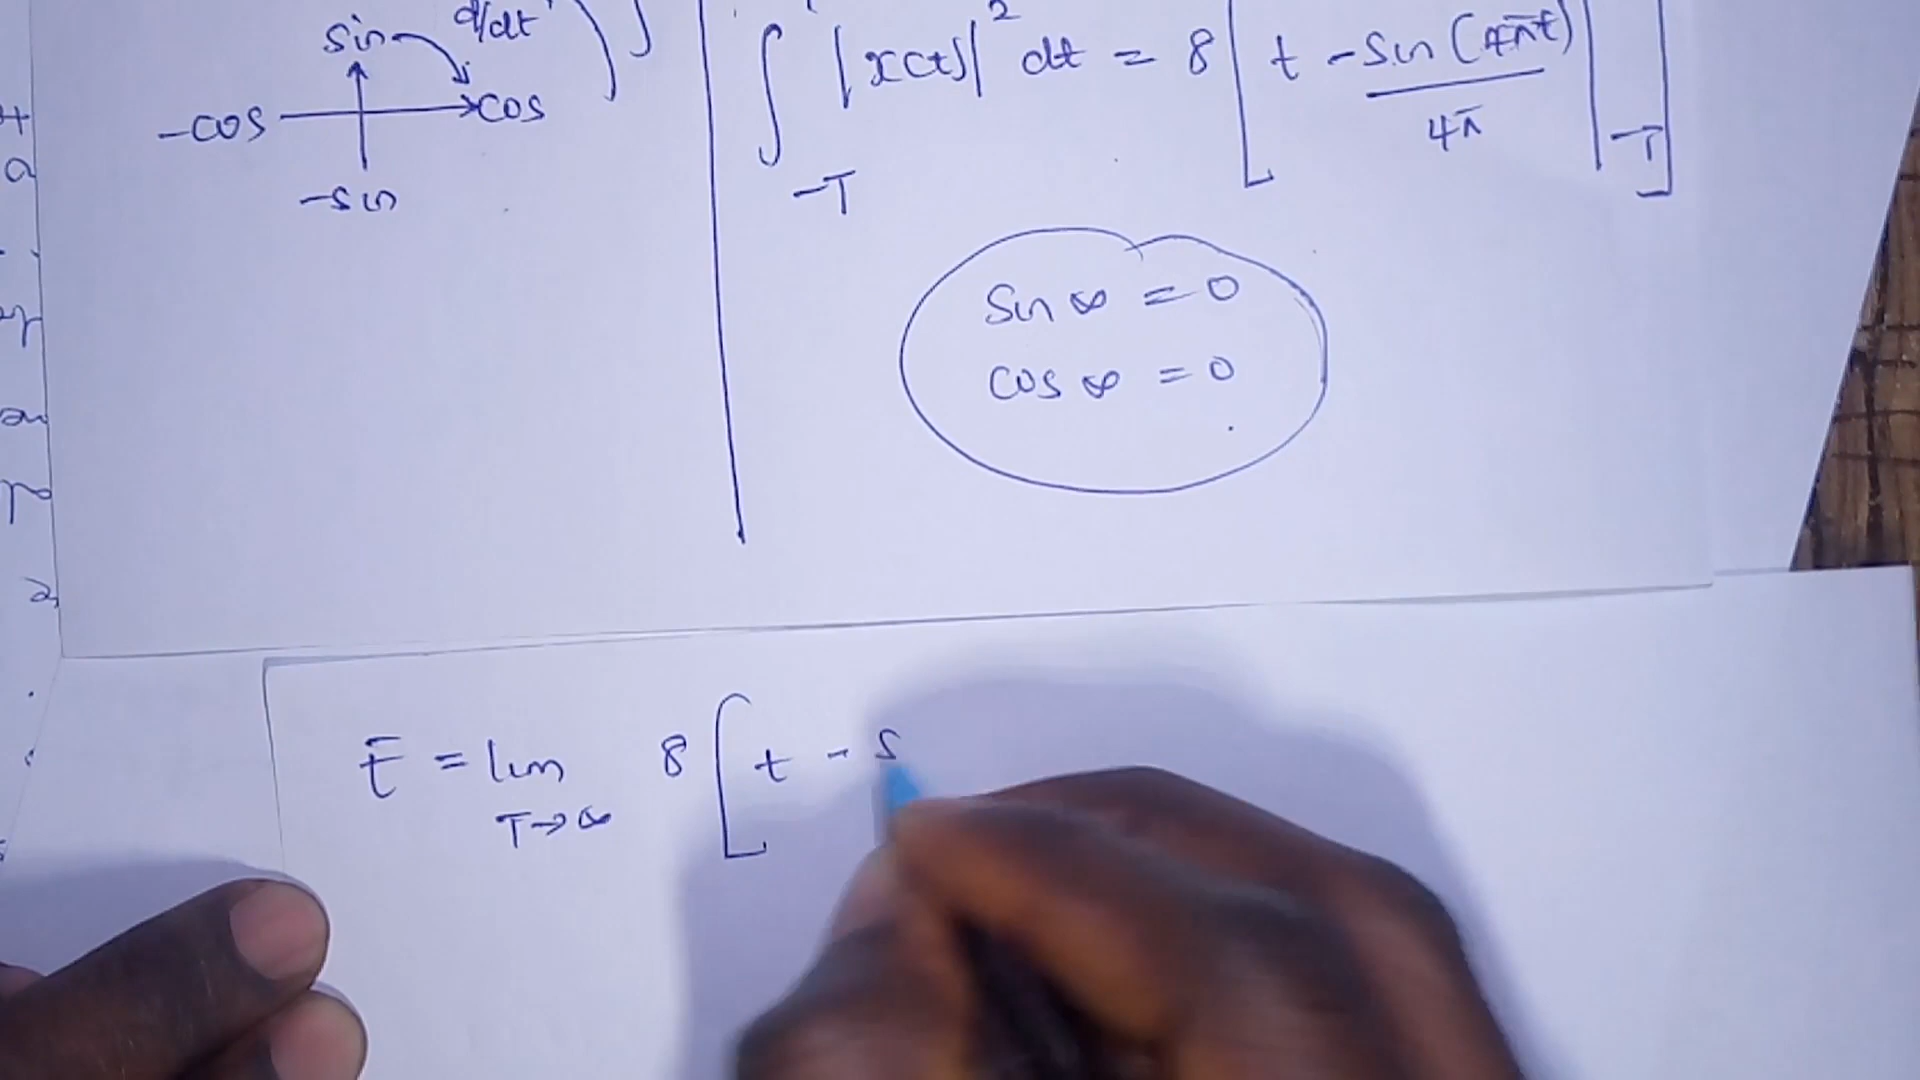 sin d/dt
-cos cos
-sin
∫ |x(t)|² dt = 8 [ t - sin(4πt) / 4π | ]
-T -T
sin ∞ = 0
cos ∞ = 0
E = lim 8 [ t - s
T→∞